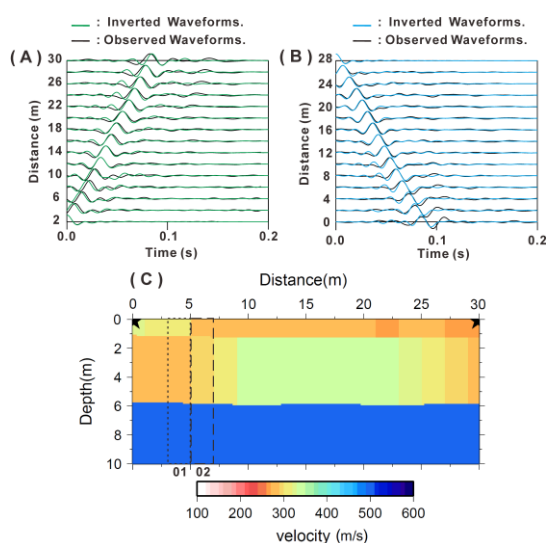 : Inverted Waveforms.
: Observed Waveforms.
( A )
Distance (m)
30
26
22
18
14
10
6
2
0.0
0.1
0.2
Time (s)
: Inverted Waveforms.
: Observed Waveforms.
( B )
Distance (m)
28
24
20
16
12
8
4
0
0.0
0.1
0.2
Time (s)
( C )
Distance(m)
0 5 10 15 20 25 30
Depth(m)
0
2
4
6
8
10
01 02
100 200 300 400 500 600
velocity (m/s)